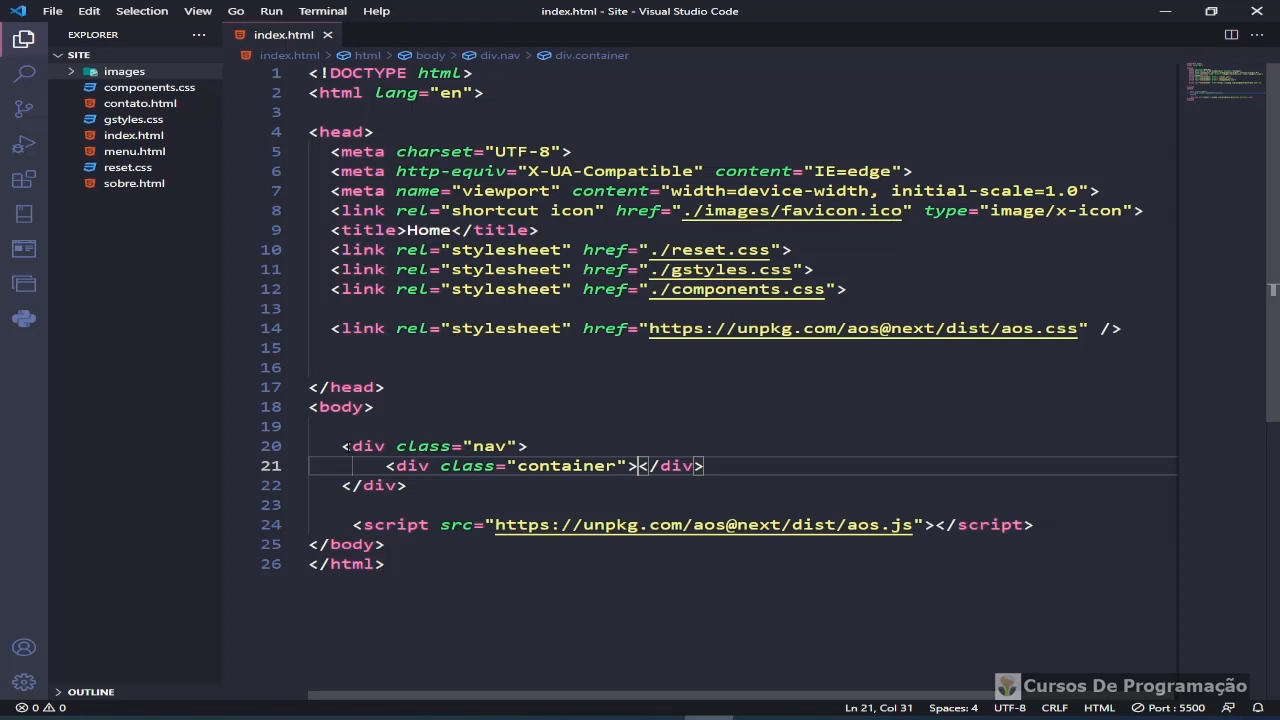 File Edit Selection View Go Run Terminal Help
index.html - Site - Visual Studio Code
EXPLORER
SITE
images
components.css
contato.html
gstyles.css
index.html
menu.html
reset.css
sobre.html
OUTLINE
index.html
index.html html body div.nav div.container
1 <!DOCTYPE html>
2 <html lang="en">
3
4 <head>
5 <meta charset="UTF-8">
6 <meta http-equiv="X-UA-Compatible" content="IE=edge">
7 <meta name="viewport" content="width=device-width, initial-scale=1.0">
8 <link rel="shortcut icon" href="./images/favicon.ico" type="image/x-icon">
9 <title>Home</title>
10 <link rel="stylesheet" href="./reset.css">
11 <link rel="stylesheet" href="./gstyles.css">
12 <link rel="stylesheet" href="./components.css">
13
14 <link rel="stylesheet" href="https://unpkg.com/aos@next/dist/aos.css" />
15
16
17 </head>
18 <body>
19
20 <div class="nav">
21 <div class="container"></div>
22 </div>
23
24 <script src="https://unpkg.com/aos@next/dist/aos.js"></script>
25 </body>
26 </html>
Cursos De Programação
0 0
Ln 21, Col 31 Spaces: 4 UTF-8 CRLF HTML Port : 5500